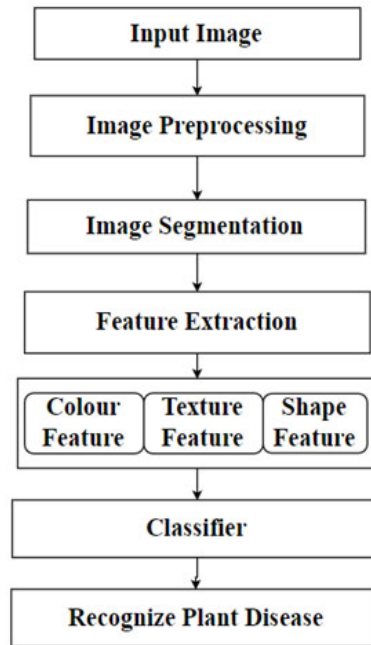 Input Image
Image Preprocessing
Image Segmentation
Feature Extraction
Colour
Feature
Texture
Feature
Shape
Feature
Classifier
Recognize Plant Disease